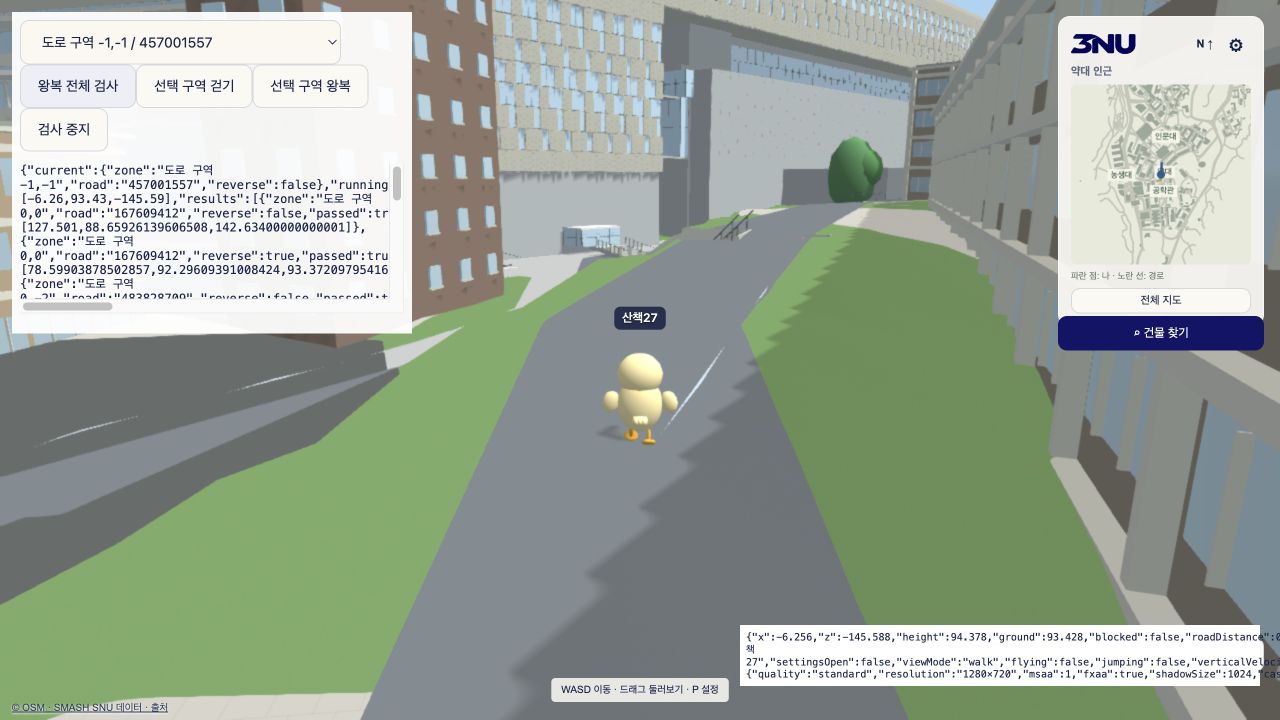 도로 구역 -1,-1 / 457001557
왕복 전체 검사
선택 구역 걷기
선택 구역 왕복
검사 중지
{"current":{"zone":"도로 구역
-1,-1","road":"457001557","reverse":false},"running
[-6.26,93.43,-145.59],"results":[{"zone":"도로 구역
0,0","road":"167609412","reverse":false,"passed":tr
[127.501,88.65926139606508,142.63400000000001]},
{"zone":"도로 구역
0,0","road":"167609412","reverse":true,"passed":tru
[78.59903878502857,92.29609391008424,93.37209795416
{"zone":"도로 구역
0,-2","road":"483828709","reverse":false,"passed":t
3NU
N ↑
약대 인근
인문대
농생대
공학관
파란 점: 나 · 노란 선: 경로
전체 지도
⌕ 건물 찾기
산책27
{"x":-6.256,"z":-145.588,"height":94.378,"ground":93.428,"blocked":false,"roadDistance":0
책
27","settingsOpen":false,"viewMode":"walk","flying":false,"jumping":false,"verticalVeloci
{"quality":"standard","resolution":"1280×720","msaa":1,"fxaa":true,"shadowSize":1024,"cas
WASD 이동 · 드래그 둘러보기 · P 설정
© OSM · SMASH SNU 데이터 · 출처